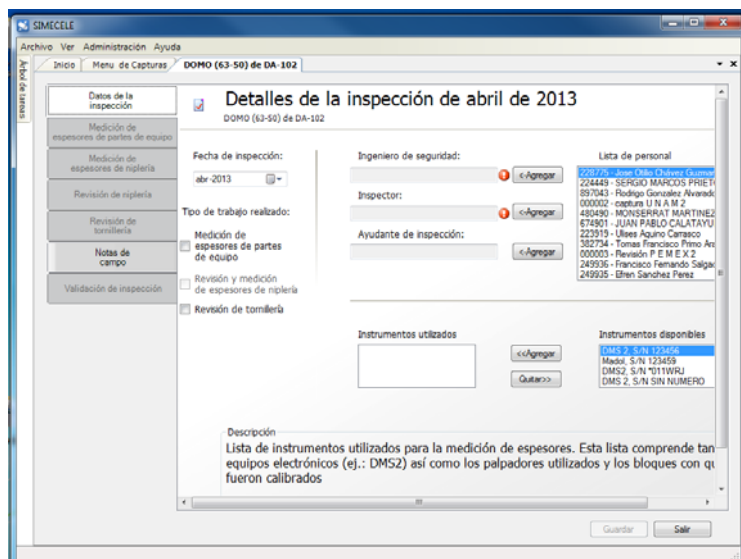 SIMECELE
Archivo Ver Administración Ayuda
Árbol de tareas
Inicio Menu de Capturas DOMO (63-50) de DA-102
Datos de la
inspección
Medición de
espesores de partes de equipo
Medición de
espesores de niplería
Revisión de niplería
Revisión de
tornillería
Notas de
campo
Validación de inspección
Detalles de la inspección de abril de 2013
DOMO (63-50) de DA-102
Fecha de inspección:
abr-2013
Tipo de trabajo realizado:
Medición de
espesores de partes
de equipo
Revisión y medición
de espesores de niplería
Revisión de tornillería
Ingeniero de seguridad:
<-Agregar
Inspector:
<-Agregar
Ayudante de inspección:
<-Agregar
Lista de personal
228775 - Jose Otilio Chávez Guzmar
224449 - SERGIO MARCOS PRIET
897043 - Rodrigo Gonzalez Alvarado
000002 - captura U N A M 2
480490 - MONSERRAT MARTINEZ
674901 - JUAN PABLO CALATAYU
223919 - Ulises Aquino Carrasco
382734 - Tomas Francisco Primo Ara
000003 - Revisión P E M E X 2
249936 - Francisco Fernando Salgad
249935 - Efren Sanchez Perez
Instrumentos utilizados
<<Agregar
Quitar>>
Instrumentos disponibles
DMS 2, S/N 123456
Madol, S/N 123459
DMS2, S/N *011WRJ
DMS 2, S/N SIN NUMERO
Descripción
Lista de instrumentos utilizados para la medición de espesores. Esta lista comprende tan
equipos electrónicos (ej.: DMS2) así como los palpadores utilizados y los bloques con qu
fueron calibrados
Guardar Salir